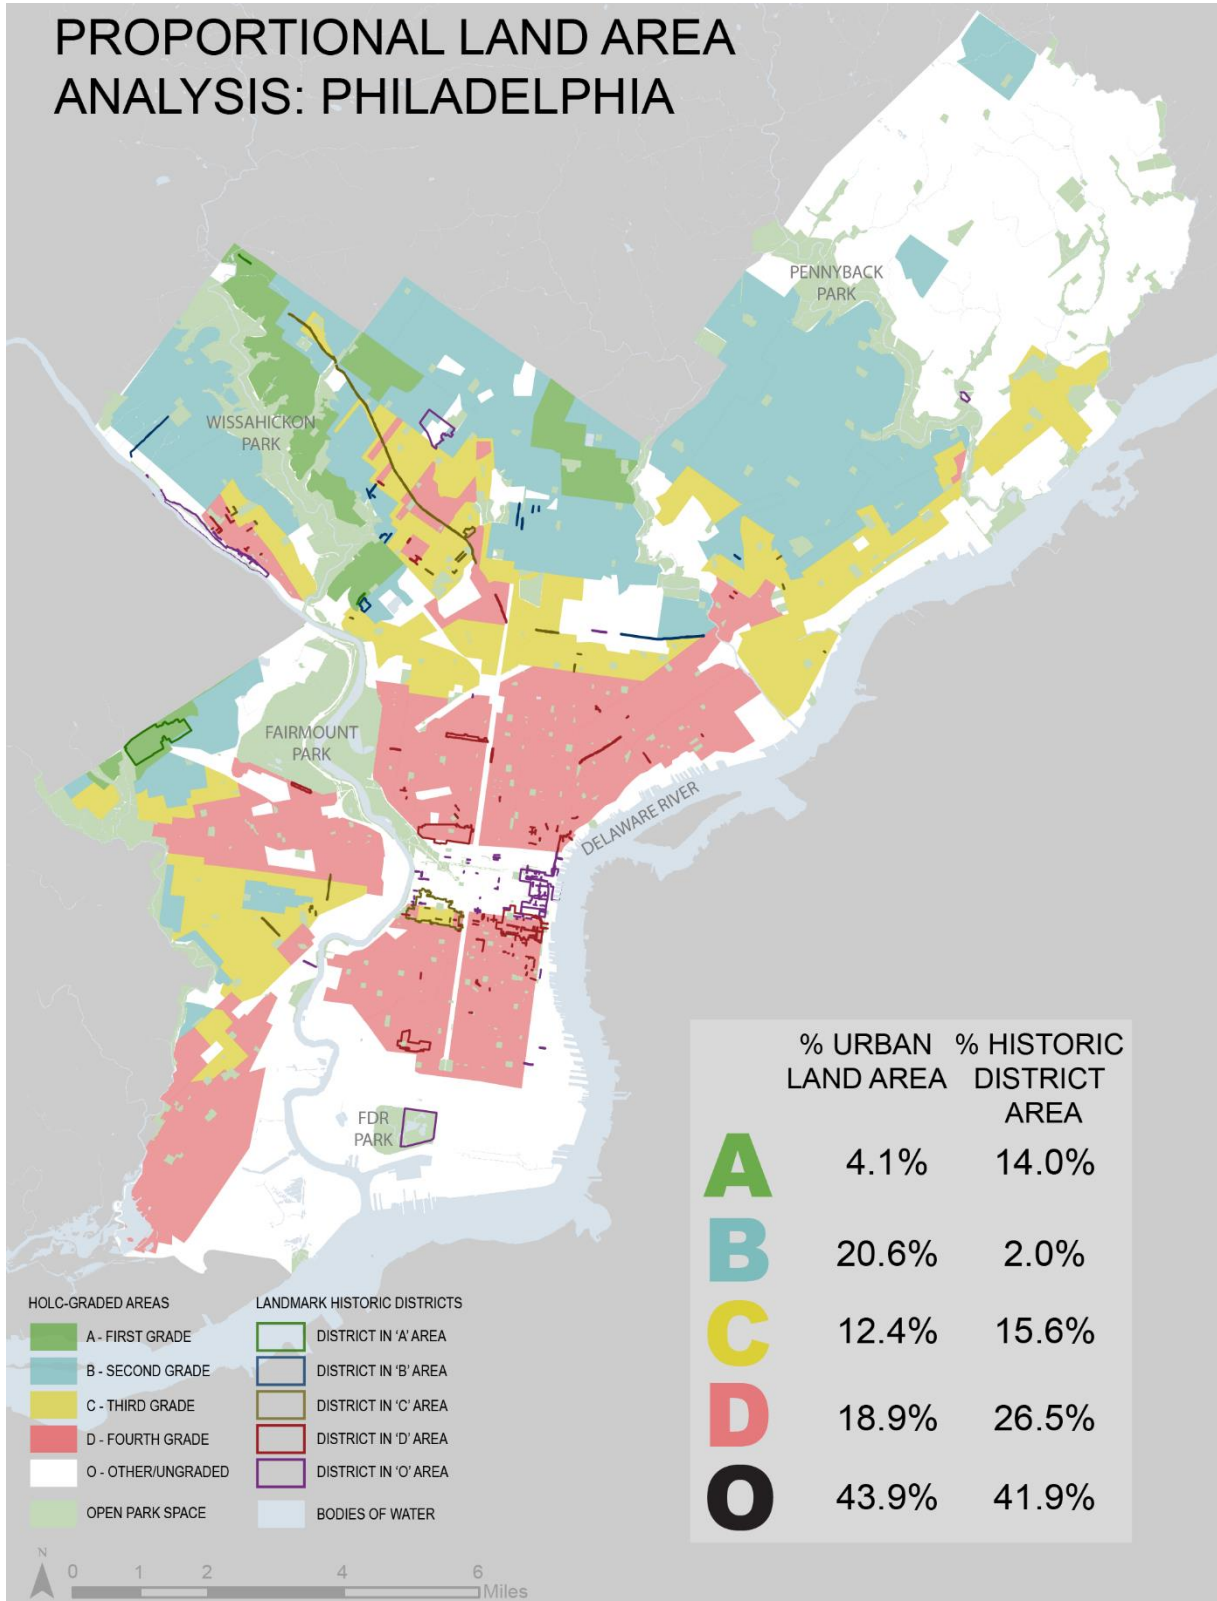 PROPORTIONAL LAND AREA
ANALYSIS: PHILADELPHIA
PENNYBACK
PARK
WISSAHICKON
PARK
FAIRMOUNT
PARK
DELAWARE RIVER
FDR
PARK
% URBAN
LAND AREA
% HISTORIC
DISTRICT
AREA
A 4.1% 14.0%
B 20.6% 2.0%
C 12.4% 15.6%
D 18.9% 26.5%
O 43.9% 41.9%
HOLC-GRADED AREAS
A - FIRST GRADE
B - SECOND GRADE
C - THIRD GRADE
D - FOURTH GRADE
O - OTHER/UNGRADED
OPEN PARK SPACE
LANDMARK HISTORIC DISTRICTS
DISTRICT IN 'A' AREA
DISTRICT IN 'B' AREA
DISTRICT IN 'C' AREA
DISTRICT IN 'D' AREA
DISTRICT IN 'O' AREA
BODIES OF WATER
N
0 1 2 4 6
Miles